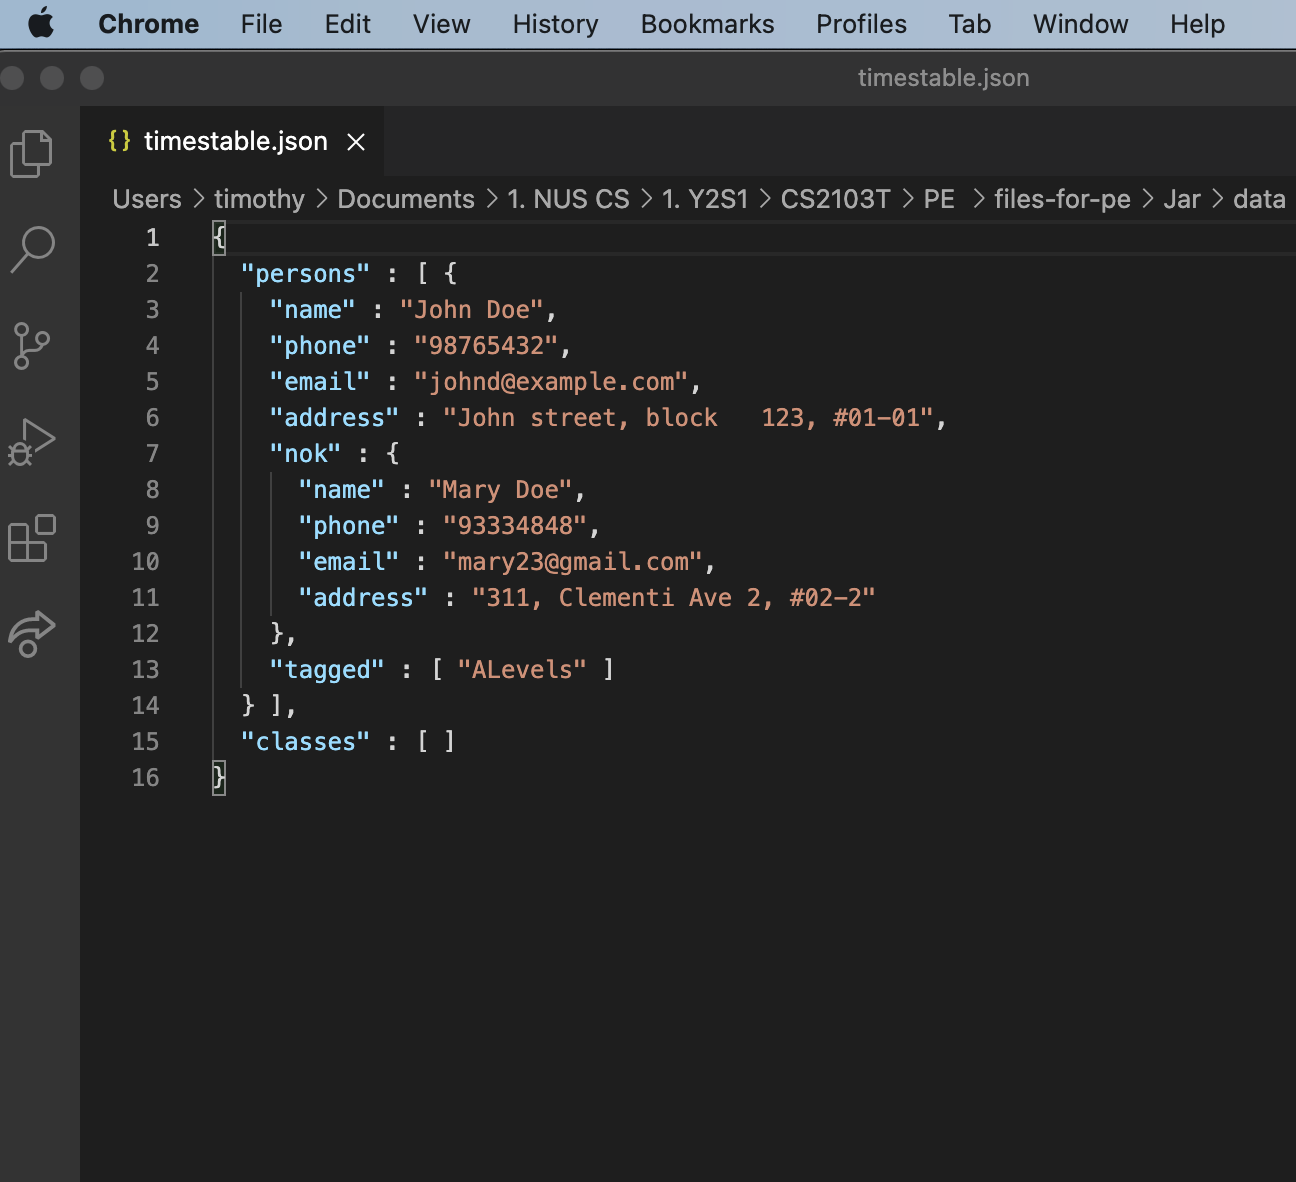 Chrome File Edit View History Bookmarks Profiles Tab Window Help
timestable.json
{} timestable.json ×
Users > timothy > Documents > 1. NUS CS > 1. Y2S1 > CS2103T > PE > files-for-pe > Jar > data
1 {
2   "persons" : [ {
3     "name" : "John Doe",
4     "phone" : "98765432",
5     "email" : "johnd@example.com",
6     "address" : "John street, block   123, #01-01",
7     "nok" : {
8       "name" : "Mary Doe",
9       "phone" : "93334848",
10       "email" : "mary23@gmail.com",
11       "address" : "311, Clementi Ave 2, #02-2"
12     },
13     "tagged" : [ "ALevels" ]
14   } ],
15   "classes" : [ ]
16 }